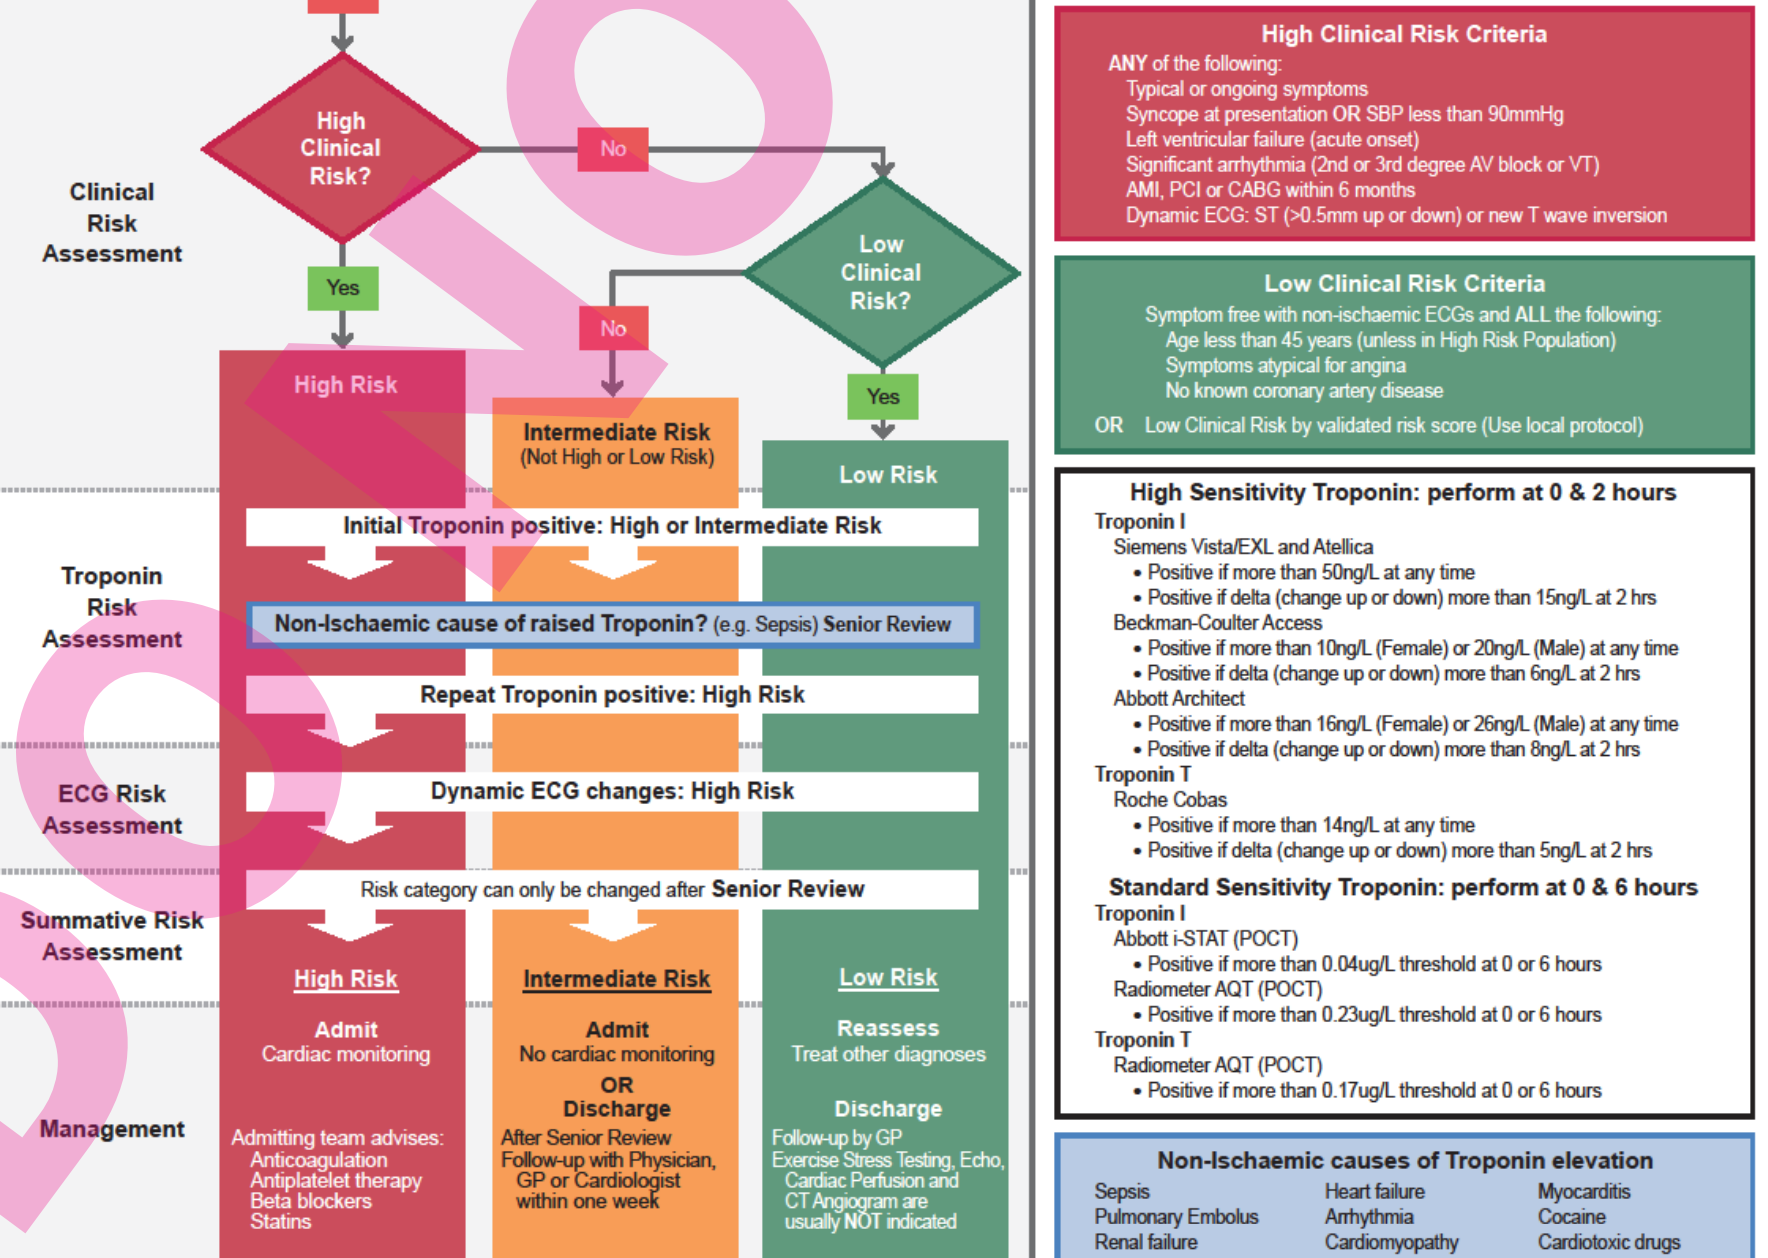 High
Clinical
Risk?
No
Yes
Low
Clinical
Risk?
No
Yes
Clinical
Risk
Assessment
High Risk
Intermediate Risk
(Not High or Low Risk)
Low Risk
Troponin
Risk
Assessment
Initial Troponin positive: High or Intermediate Risk
Non-Ischaemic cause of raised Troponin? (e.g. Sepsis) Senior Review
Repeat Troponin positive: High Risk
ECG Risk
Assessment
Dynamic ECG changes: High Risk
Summative Risk
Assessment
Risk category can only be changed after Senior Review
High Risk
Intermediate Risk
Low Risk
Management
Admit
Cardiac monitoring
Admitting team advises:
Anticoagulation
Antiplatelet therapy
Beta blockers
Statins
Admit
No cardiac monitoring
OR
Discharge
After Senior Review
Follow-up with Physician,
GP or Cardiologist
within one week
Reassess
Treat other diagnoses
Discharge
Follow-up by GP
Exercise Stress Testing, Echo,
Cardiac Perfusion and
CT Angiogram are
usually NOT indicated
High Clinical Risk Criteria
ANY of the following:
Typical or ongoing symptoms
Syncope at presentation OR SBP less than 90mmHg
Left ventricular failure (acute onset)
Significant arrhythmia (2nd or 3rd degree AV block or VT)
AMI, PCI or CABG within 6 months
Dynamic ECG: ST (>0.5mm up or down) or new T wave inversion
Low Clinical Risk Criteria
Symptom free with non-ischaemic ECGs and ALL the following:
Age less than 45 years (unless in High Risk Population)
Symptoms atypical for angina
No known coronary artery disease
OR Low Clinical Risk by validated risk score (Use local protocol)
High Sensitivity Troponin: perform at 0 & 2 hours
Troponin I
Siemens Vista/EXL and Atellica
• Positive if more than 50ng/L at any time
• Positive if delta (change up or down) more than 15ng/L at 2 hrs
Beckman-Coulter Access
• Positive if more than 10ng/L (Female) or 20ng/L (Male) at any time
• Positive if delta (change up or down) more than 6ng/L at 2 hrs
Abbott Architect
• Positive if more than 16ng/L (Female) or 26ng/L (Male) at any time
• Positive if delta (change up or down) more than 8ng/L at 2 hrs
Troponin T
Roche Cobas
• Positive if more than 14ng/L at any time
• Positive if delta (change up or down) more than 5ng/L at 2 hrs
Standard Sensitivity Troponin: perform at 0 & 6 hours
Troponin I
Abbott i-STAT (POCT)
• Positive if more than 0.04ug/L threshold at 0 or 6 hours
Radiometer AQT (POCT)
• Positive if more than 0.23ug/L threshold at 0 or 6 hours
Troponin T
Radiometer AQT (POCT)
• Positive if more than 0.17ug/L threshold at 0 or 6 hours
Non-Ischaemic causes of Troponin elevation
Sepsis Heart failure Myocarditis
Pulmonary Embolus Arrhythmia Cocaine
Renal failure Cardiomyopathy Cardiotoxic drugs